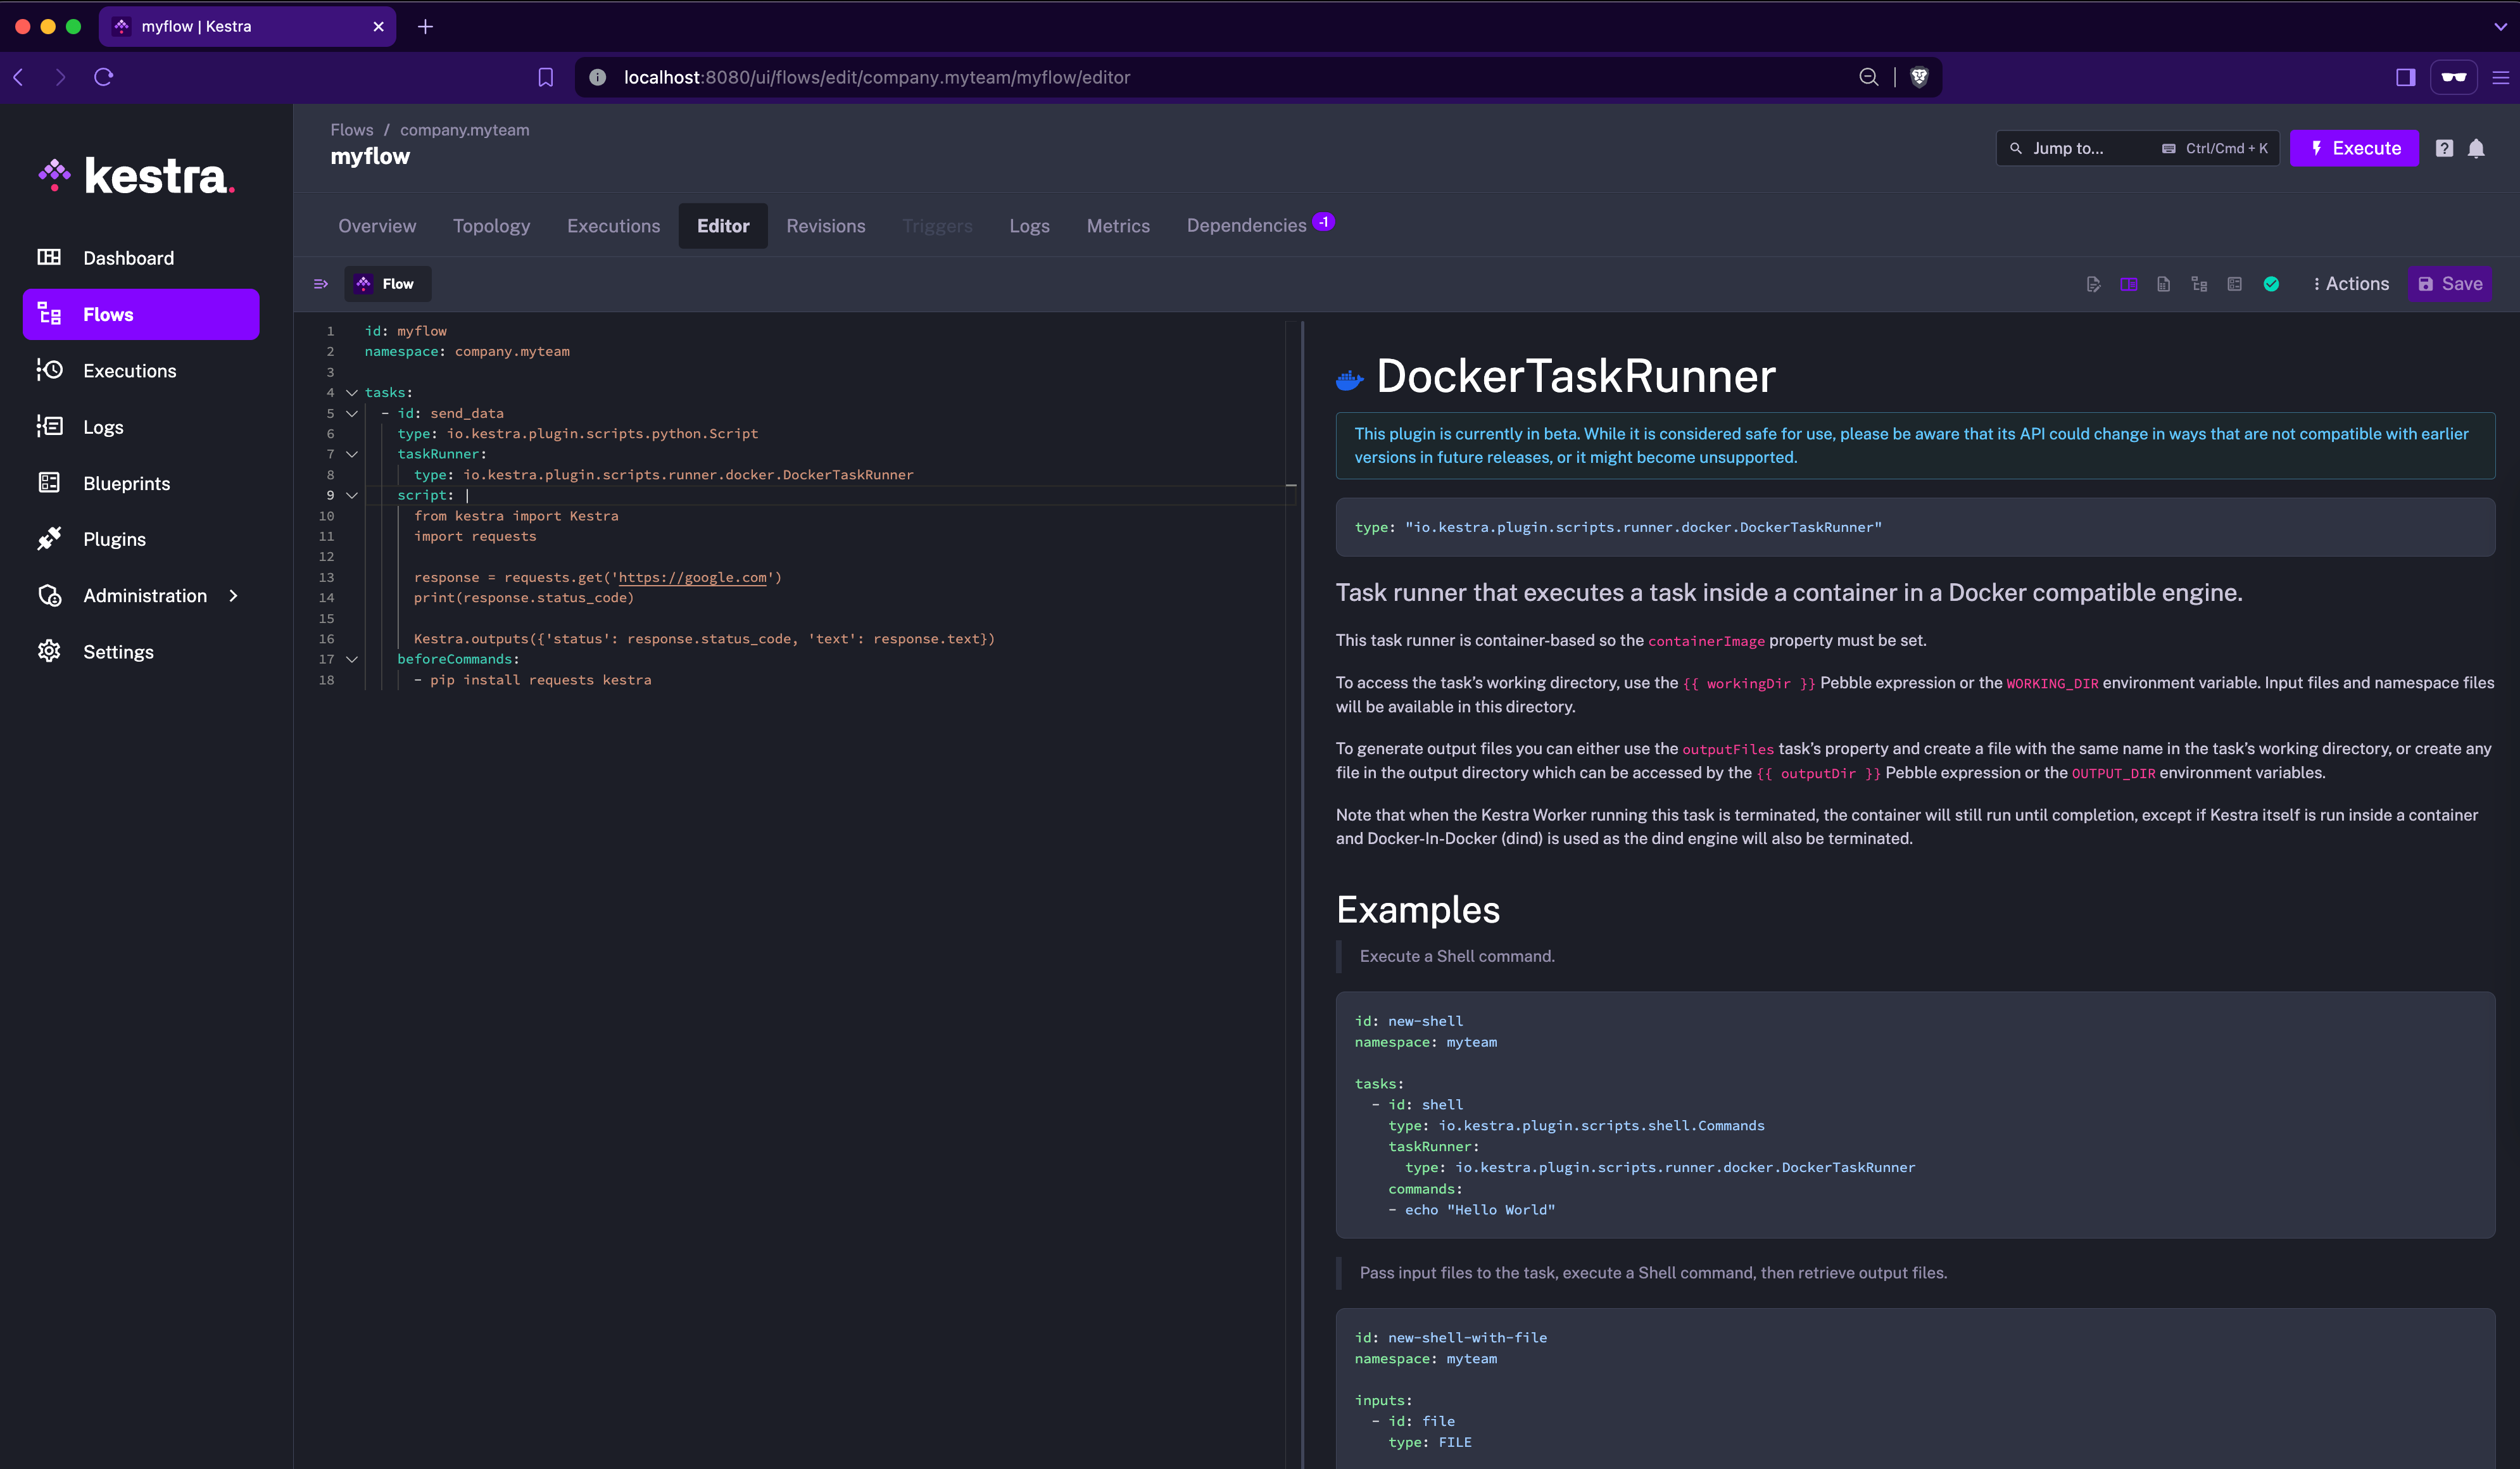 myflow | Kestra
localhost:8080/ui/flows/edit/company.myteam/myflow/editor
kestra.
Dashboard
Flows
Executions
Logs
Blueprints
Plugins
Administration
Settings
Flows / company.myteam
myflow
Jump to... Ctrl/Cmd + K
Execute
Overview Topology Executions Editor Revisions Triggers Logs Metrics Dependencies -1
Flow
Actions Save
1 id: myflow
2 namespace: company.myteam
3
4 tasks:
5 - id: send_data
6 type: io.kestra.plugin.scripts.python.Script
7 taskRunner:
8 type: io.kestra.plugin.scripts.runner.docker.DockerTaskRunner
9 script: |
10 from kestra import Kestra
11 import requests
12
13 response = requests.get('https://google.com')
14 print(response.status_code)
15
16 Kestra.outputs({'status': response.status_code, 'text': response.text})
17 beforeCommands:
18 - pip install requests kestra
DockerTaskRunner
This plugin is currently in beta. While it is considered safe for use, please be aware that its API could change in ways that are not compatible with earlier
versions in future releases, or it might become unsupported.
type: "io.kestra.plugin.scripts.runner.docker.DockerTaskRunner"
Task runner that executes a task inside a container in a Docker compatible engine.
This task runner is container-based so the containerImage property must be set.
To access the task's working directory, use the {{ workingDir }} Pebble expression or the WORKING_DIR environment variable. Input files and namespace files
will be available in this directory.
To generate output files you can either use the outputFiles task's property and create a file with the same name in the task's working directory, or create any
file in the output directory which can be accessed by the {{ outputDir }} Pebble expression or the OUTPUT_DIR environment variables.
Note that when the Kestra Worker running this task is terminated, the container will still run until completion, except if Kestra itself is run inside a container
and Docker-In-Docker (dind) is used as the dind engine will also be terminated.
Examples
Execute a Shell command.
id: new-shell
namespace: myteam
tasks:
- id: shell
type: io.kestra.plugin.scripts.shell.Commands
taskRunner:
type: io.kestra.plugin.scripts.runner.docker.DockerTaskRunner
commands:
- echo "Hello World"
Pass input files to the task, execute a Shell command, then retrieve output files.
id: new-shell-with-file
namespace: myteam
inputs:
- id: file
type: FILE